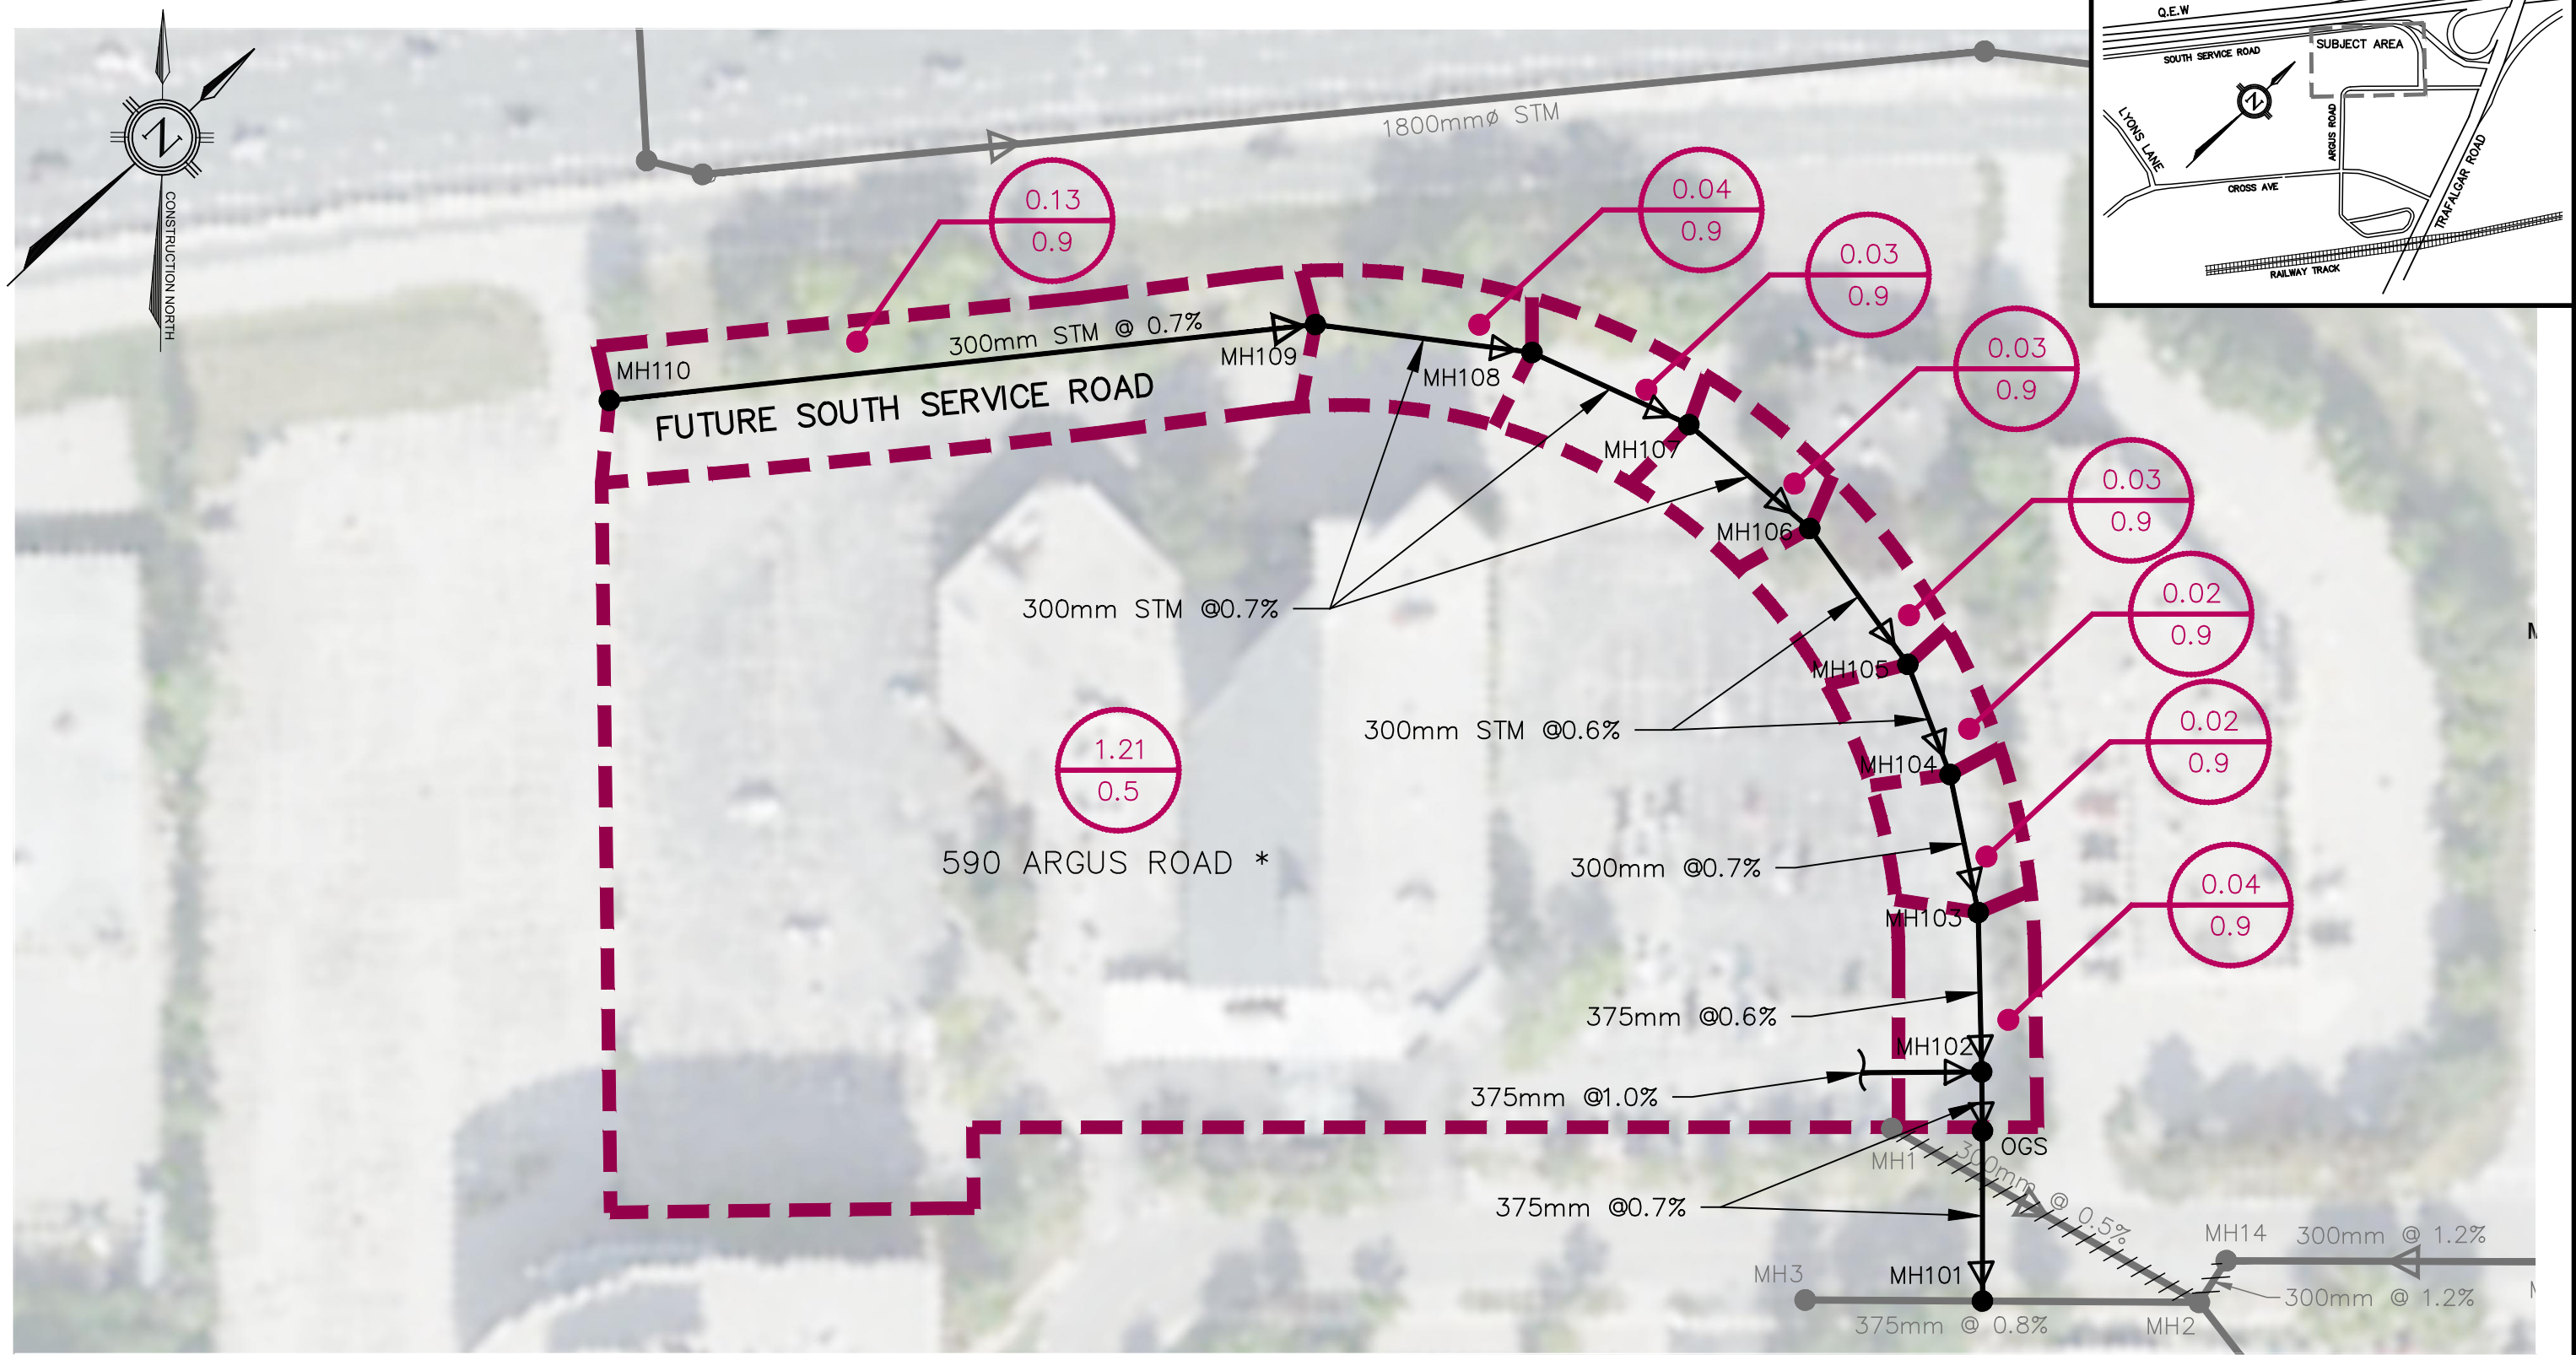 Q.E.W
SOUTH SERVICE ROAD
SUBJECT AREA
LYONS LANE
ARGUS ROAD
CROSS AVE
TRAFALGAR ROAD
RAILWAY TRACK
N
N
CONSTRUCTION NORTH
1800mmø STM
0.13
0.9
0.04
0.9
0.03
0.9
0.03
0.9
0.03
0.9
0.02
0.9
0.02
0.9
0.04
0.9
300mm STM @ 0.7%
MH110
MH109
MH108
FUTURE SOUTH SERVICE ROAD
MH107
MH106
300mm STM @0.7%
MH105
300mm STM @0.6%
MH104
1.21
0.5
590 ARGUS ROAD *
300mm @0.7%
MH103
375mm @0.6%
MH102
375mm @1.0%
OGS
MH1
300mm @ 0.5%
375mm @0.7%
MH101
MH3
375mm @ 0.8%
MH2
MH14
300mm @ 1.2%
300mm @ 1.2%